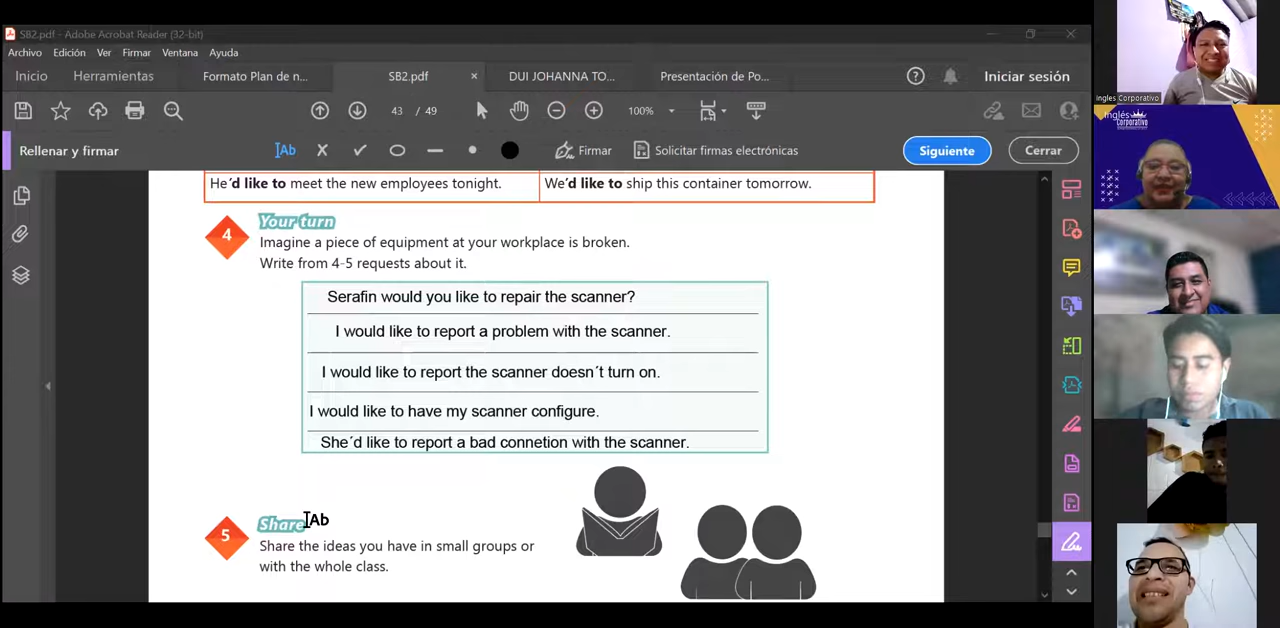 SB2.pdf - Adobe Acrobat Reader (32-bit)
Archivo Edición Ver Firmar Ventana Ayuda
Inicio Herramientas Formato Plan de n... SB2.pdf × DUI JOHANNA TO... Presentación de Po... Iniciar sesión
43 / 49 100%
Rellenar y firmar Ab Firmar Solicitar firmas electrónicas Siguiente Cerrar
He'd like to meet the new employees tonight. We'd like to ship this container tomorrow.
4 Your turn
Imagine a piece of equipment at your workplace is broken.
Write from 4-5 requests about it.
Serafin would you like to repair the scanner?
I would like to report a problem with the scanner.
I would like to report the scanner doesn´t turn on.
I would like to have my scanner configure.
She´d like to report a bad connetion with the scanner.
5 Share Ab
Share the ideas you have in small groups or
with the whole class.
ingles Corporativo
Inglés
Corporativo